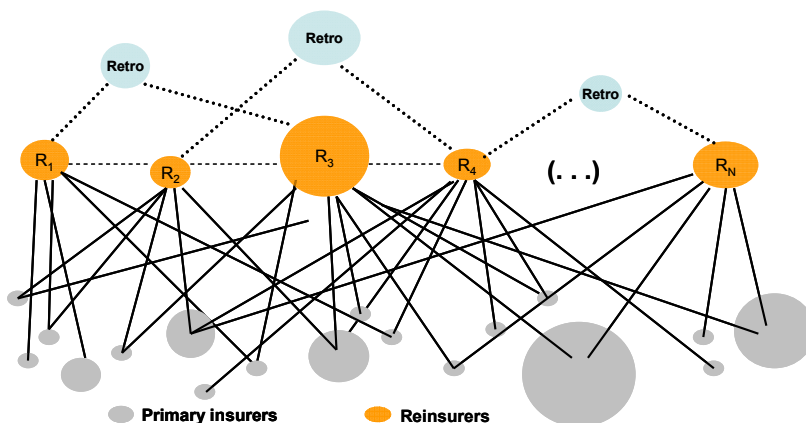 Retro
Retro
Retro
R1
R2
R3
R4
(. . .)
RN
Primary insurers
Reinsurers